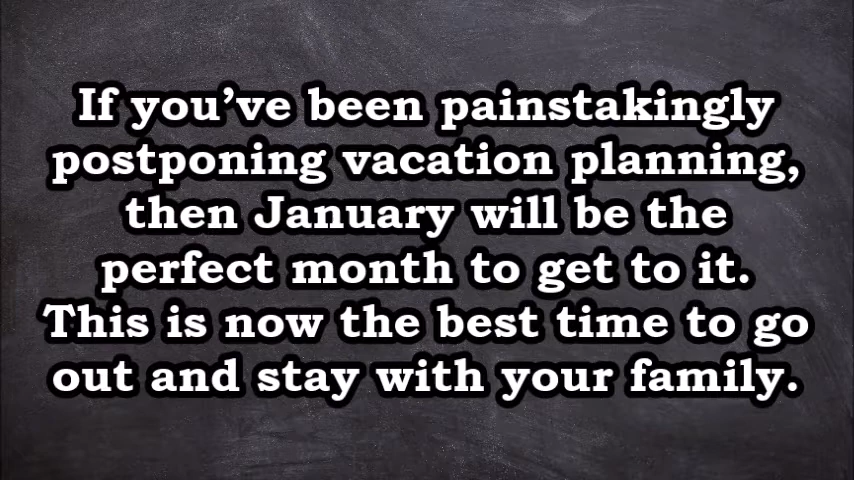 If you’ve been painstakingly
postponing vacation planning,
then January will be the
perfect month to get to it.
This is now the best time to go
out and stay with your family.